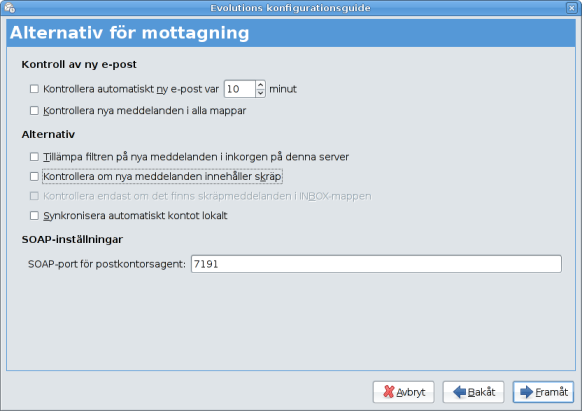 Evolutions konfigurationsguide
Alternativ för mottagning
Kontroll av ny e-post
Kontrollera automatiskt ny e-post var 10 minut
Kontrollera nya meddelanden i alla mappar
Alternativ
Tillämpa filtren på nya meddelanden i inkorgen på denna server
Kontrollera om nya meddelanden innehåller skräp
Kontrollera endast om det finns skräpmeddelanden i INBOX-mappen
Synkronisera automatiskt kontot lokalt
SOAP-inställningar
SOAP-port för postkontorsagent: 7191
Avbryt Bakåt Framåt